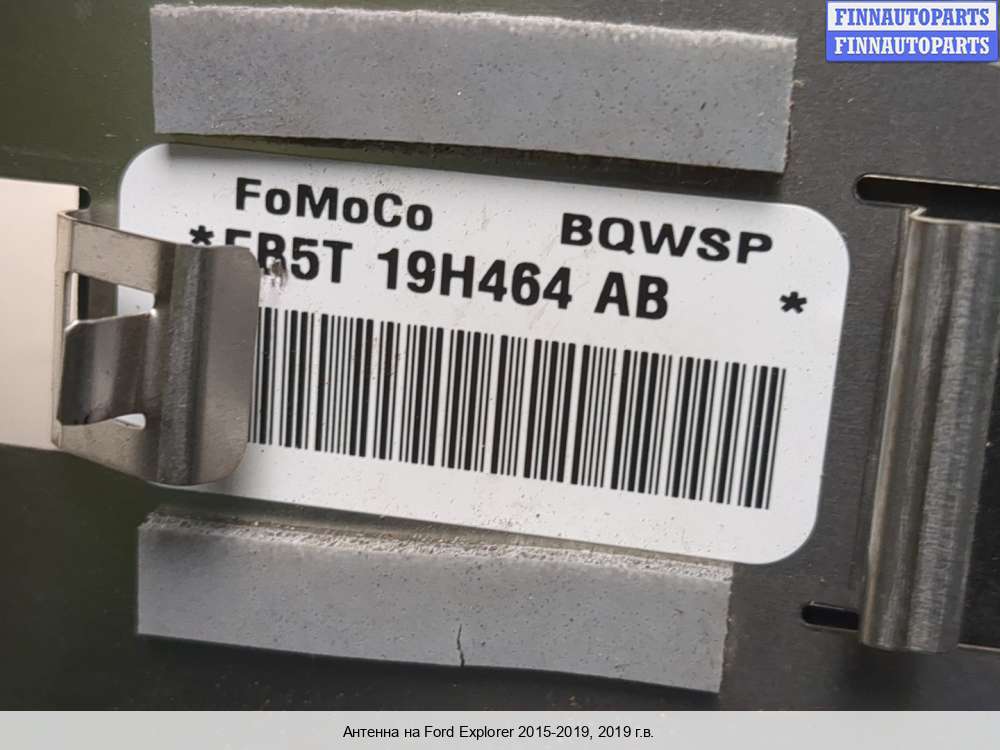 FINNAUTOPARTS
FINNAUTOPARTS
FoMoCo BQWSP
*FB5T 19H464 AB *
Антенна на Ford Explorer 2015-2019, 2019 г.в.